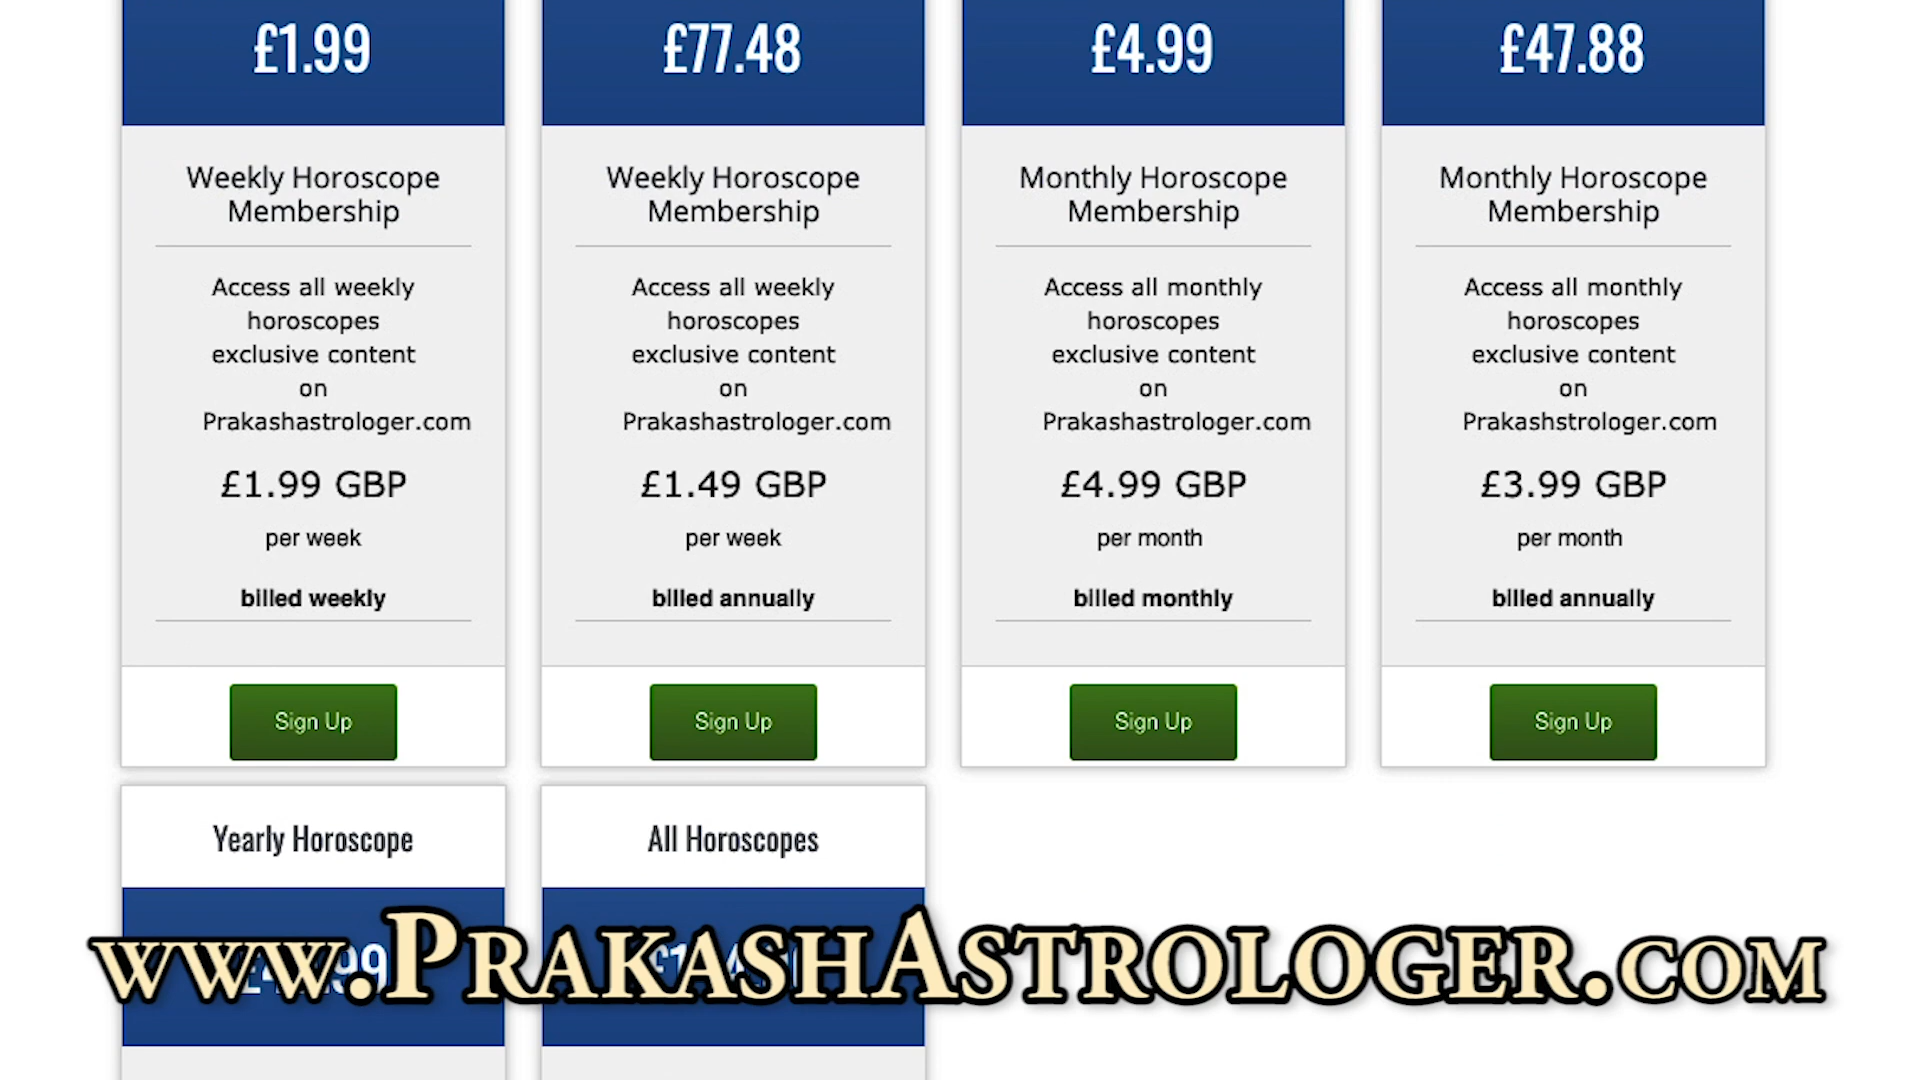 £1.99
Weekly Horoscope
Membership
Access all weekly
horoscopes
exclusive content
on
Prakashastrologer.com
£1.99 GBP
per week
billed weekly
Sign Up
£77.48
Weekly Horoscope
Membership
Access all weekly
horoscopes
exclusive content
on
Prakashastrologer.com
£1.49 GBP
per week
billed annually
Sign Up
£4.99
Monthly Horoscope
Membership
Access all monthly
horoscopes
exclusive content
on
Prakashastrologer.com
£4.99 GBP
per month
billed monthly
Sign Up
£47.88
Monthly Horoscope
Membership
Access all monthly
horoscopes
exclusive content
on
Prakashstrologer.com
£3.99 GBP
per month
billed annually
Sign Up
Yearly Horoscope
All Horoscopes
www.PrakashAstrologer.com